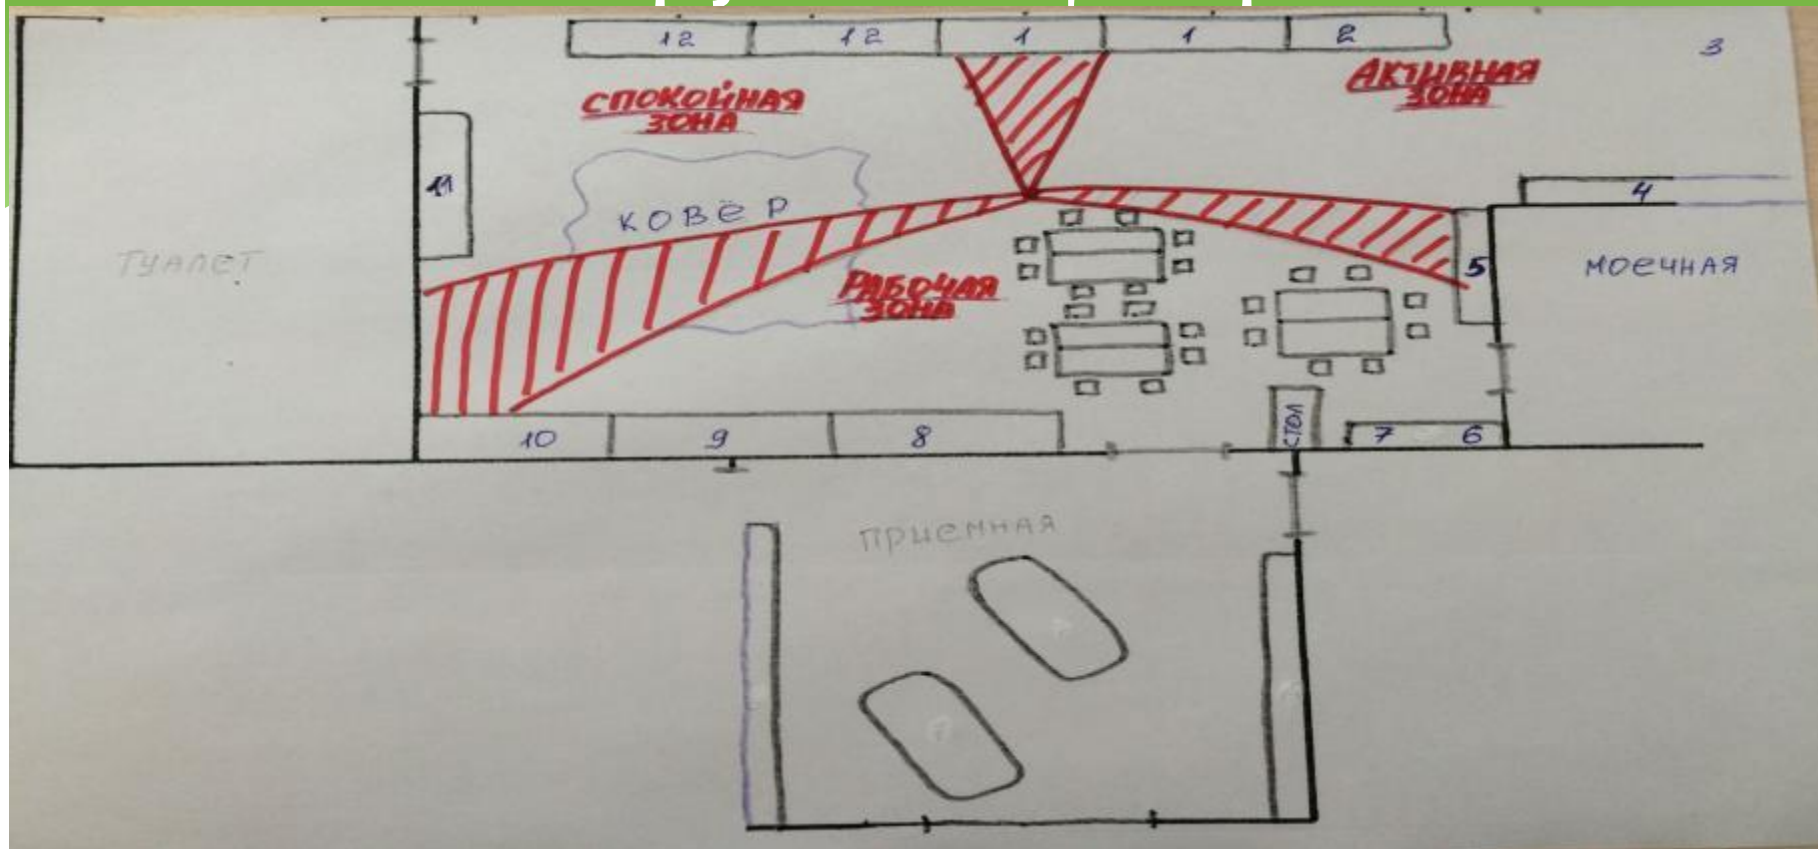 12 12 1 1 2
3
СПОКОЙНАЯ
ЗОНА
АКТИВНАЯ
ЗОНА
11
4
КОВЁР
ТУАЛЕТ
РАБОЧАЯ
ЗОНА
5
МОЕЧНАЯ
10 9 8
СТОЛ
7 6
ПРИЕМНАЯ